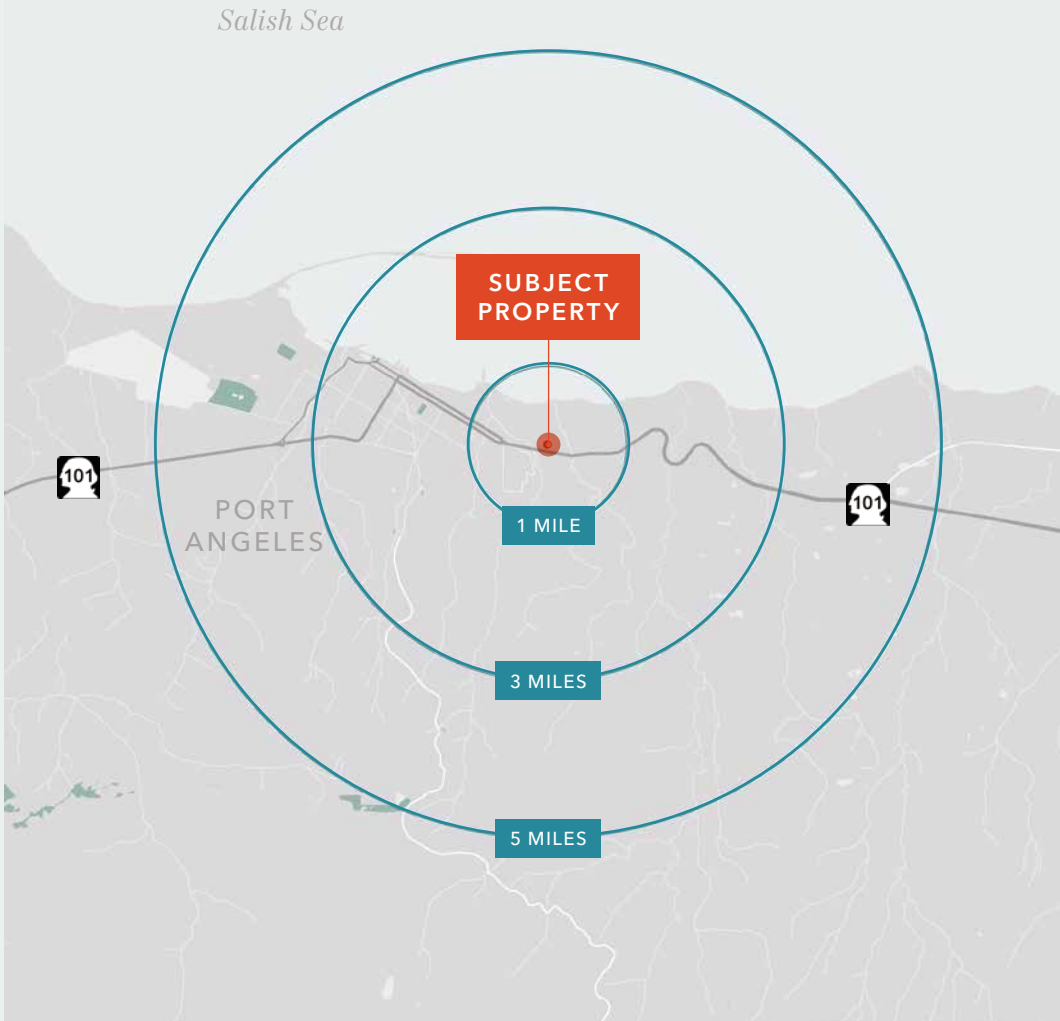 Salish Sea
SUBJECT
PROPERTY
101
PORT
ANGELES
101
1 MILE
3 MILES
5 MILES